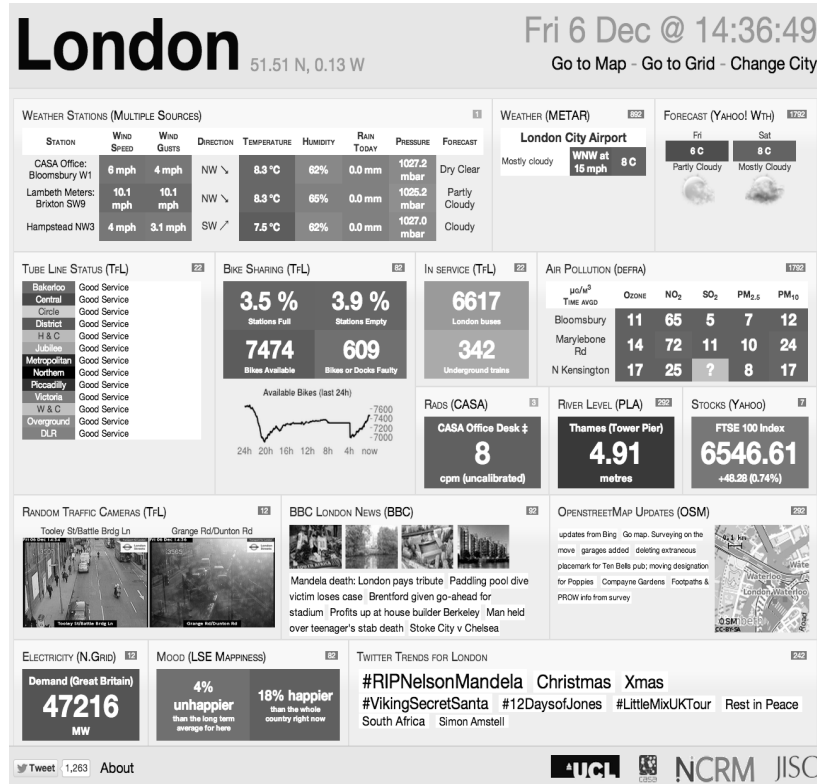 London 51.51 N, 0.13 W
Fri 6 Dec @ 14:36:49
Go to Map - Go to Grid - Change City
WEATHER STATIONS (MULTIPLE SOURCES) 1
STATION WIND SPEED WIND GUSTS DIRECTION TEMPERATURE HUMIDITY RAIN TODAY PRESSURE FORECAST
CASA Office: Bloomsbury W1 6 mph 4 mph NW ↘ 8.3 °C 62% 0.0 mm 1027.2 mbar Dry Clear
Lambeth Meters: Brixton SW9 10.1 mph 10.1 mph NW ↘ 8.3 °C 65% 0.0 mm 1025.2 mbar Partly Cloudy
Hampstead NW3 4 mph 3.1 mph SW ↗ 7.5 °C 62% 0.0 mm 1027.0 mbar Cloudy
WEATHER (METAR) 892
London City Airport
Mostly cloudy WNW at 15 mph 8 C
FORECAST (YAHOO! WTH) 1792
Fri Sat
6 C 8 C
Partly Cloudy Mostly Cloudy
TUBE LINE STATUS (TFL) 22
Bakerloo Good Service
Central Good Service
Circle Good Service
District Good Service
H & C Good Service
Jubilee Good Service
Metropolitan Good Service
Northern Good Service
Piccadilly Good Service
Victoria Good Service
W & C Good Service
Overground Good Service
DLR Good Service
BIKE SHARING (TFL) 82
3.5 % 3.9 %
Stations Full Stations Empty
7474 609
Bikes Available Bikes or Docks Faulty
Available Bikes (last 24h)
7600
7400
7200
7000
24h 20h 16h 12h 8h 4h now
IN SERVICE (TFL) 22
6617
London buses
342
Underground trains
AIR POLLUTION (DEFRA) 1792
µG/M³ TIME AVGD OZONE NO2 SO2 PM2.5 PM10
Bloomsbury 11 65 5 7 12
Marylebone Rd 14 72 11 10 24
N Kensington 17 25 ? 8 17
RADS (CASA) 3
CASA Office Desk ‡
8
cpm (uncalibrated)
RIVER LEVEL (PLA) 292
Thames (Tower Pier)
4.91
metres
STOCKS (YAHOO) 7
FTSE 100 Index
6546.61
+48.28 (0.74%)
RANDOM TRAFFIC CAMERAS (TFL) 12
Tooley St/Battle Brdg Ln Grange Rd/Dunton Rd
Tooley St/Battle Brdg Ln Grange Rd/Dunton Rd
BBC LONDON NEWS (BBC) 92
Mandela death: London pays tribute Paddling pool dive
victim loses case Brentford given go-ahead for
stadium Profits up at house builder Berkeley Man held
over teenager's stab death Stoke City v Chelsea
OPENSTREETMAP UPDATES (OSM) 292
updates from Bing Go map. Surveying on the
move garages added deleting extraneous
placemark for Ten Bells pub; moving designation
for Poppies Compayne Gardens Footpaths &
PROW info from survey
0.1 km
Waterloo
London Waterloo
Road
OSM
CC-BY-SA
ELECTRICITY (N.GRID) 12
Demand (Great Britain)
47216
MW
MOOD (LSE MAPPINESS) 82
4% unhappier
than the long term average for here
18% happier
than the whole country right now
TWITTER TRENDS FOR LONDON 242
#RIPNelsonMandela Christmas Xmas
#VikingSecretSanta #12DaysofJones #LittleMixUKTour Rest in Peace
South Africa Simon Amstell
Tweet 1,263 About
UCL casa NCRM JISC